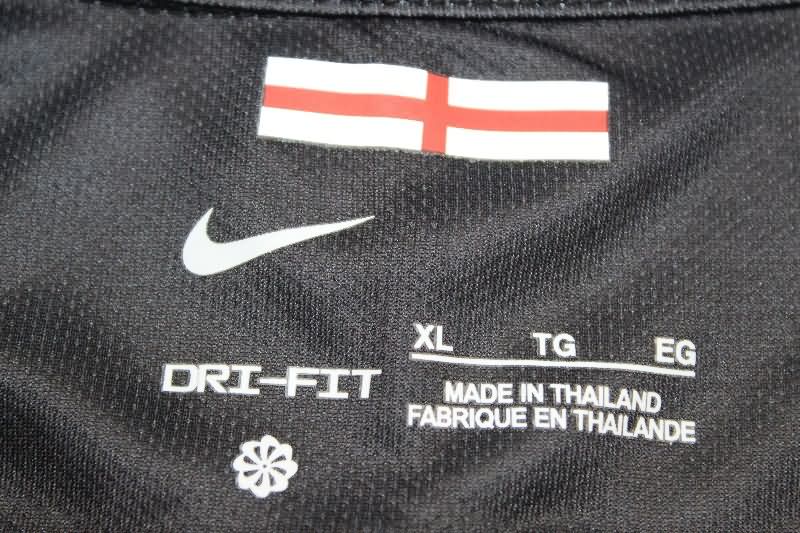 DRI-FIT
XL TG EG
MADE IN THAILAND
FABRIQUE EN THAILANDE